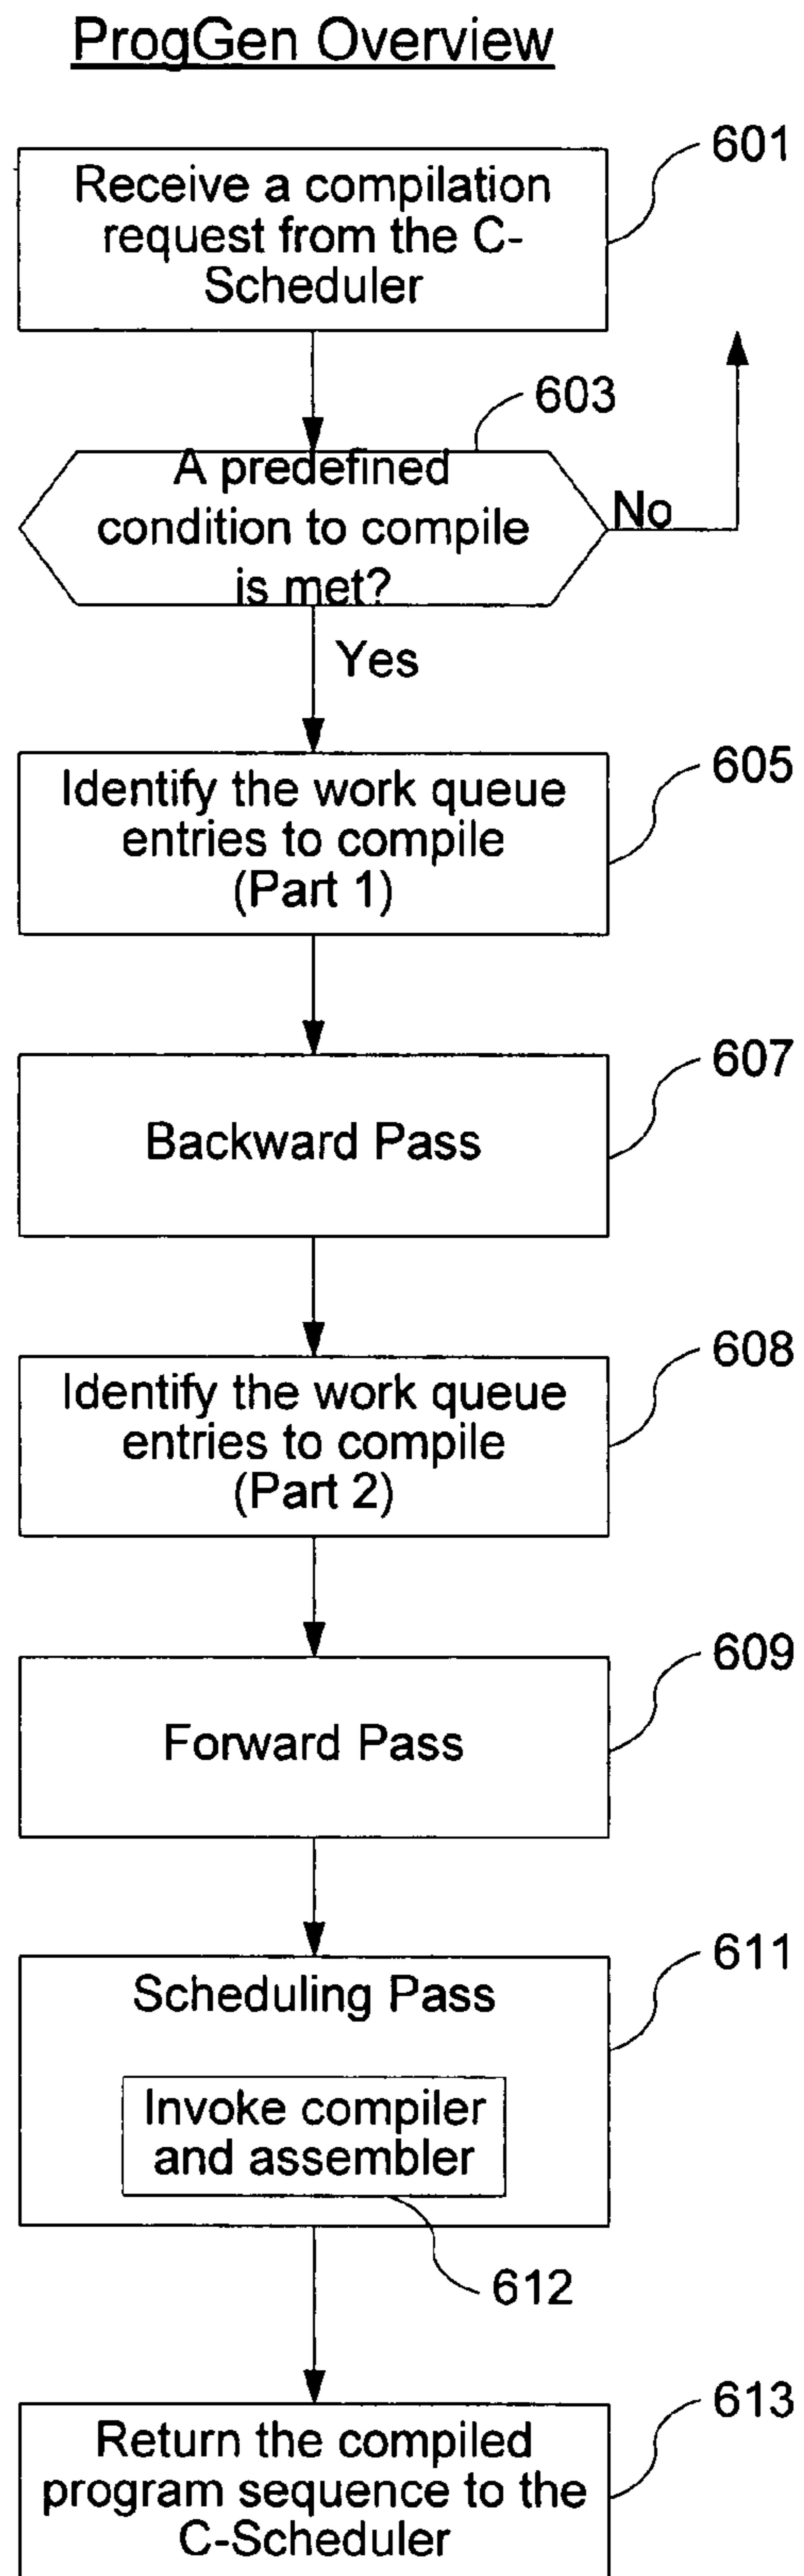 ProgGen Overview
601
Receive a compilation
request from the C-
Scheduler
603
A predefined
condition to compile
is met?
No
Yes
605
Identify the work queue
entries to compile
(Part 1)
607
Backward Pass
608
Identify the work queue
entries to compile
(Part 2)
609
Forward Pass
611
Scheduling Pass
Invoke compiler
and assembler
612
613
Return the compiled
program sequence to the
C-Scheduler